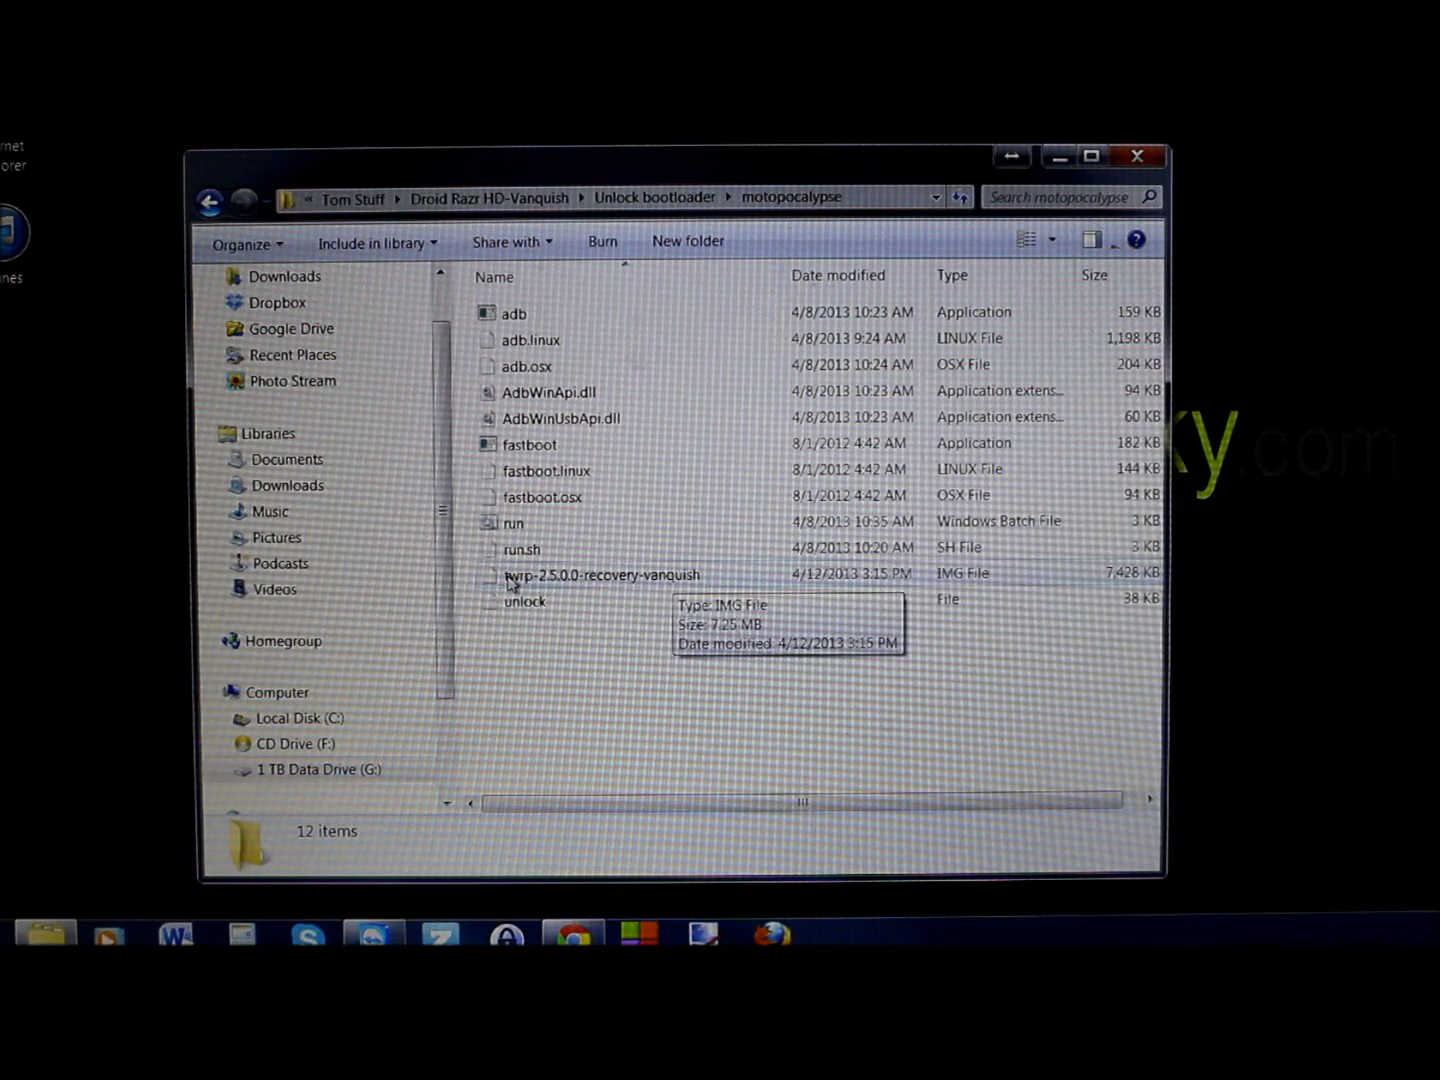 rnet
orer
ines
« Tom Stuff Droid Razr HD-Vanquish Unlock bootloader motopocalypse
Search motopocalypse
Organize Include in library Share with Burn New folder
Downloads
Dropbox
Google Drive
Recent Places
Photo Stream
Libraries
Documents
Downloads
Music
Pictures
Podcasts
Videos
Homegroup
Computer
Local Disk (C:)
CD Drive (F:)
1 TB Data Drive (G:)
Name Date modified Type Size
adb 4/8/2013 10:23 AM Application 159 KB
adb.linux 4/8/2013 9:24 AM LINUX File 1,198 KB
adb.osx 4/8/2013 10:24 AM OSX File 204 KB
AdbWinApi.dll 4/8/2013 10:23 AM Application extens... 94 KB
AdbWinUsbApi.dll 4/8/2013 10:23 AM Application extens... 60 KB
fastboot 8/1/2012 4:42 AM Application 182 KB
fastboot.linux 8/1/2012 4:42 AM LINUX File 144 KB
fastboot.osx 8/1/2012 4:42 AM OSX File 94 KB
run 4/8/2013 10:35 AM Windows Batch File 3 KB
run.sh 4/8/2013 10:20 AM SH File 3 KB
twrp-2.5.0.0-recovery-vanquish 4/12/2013 3:15 PM IMG File 7,428 KB
unlock File 38 KB
Type: IMG File
Size: 7.25 MB
Date modified: 4/12/2013 3:15 PM
12 items
ky.com